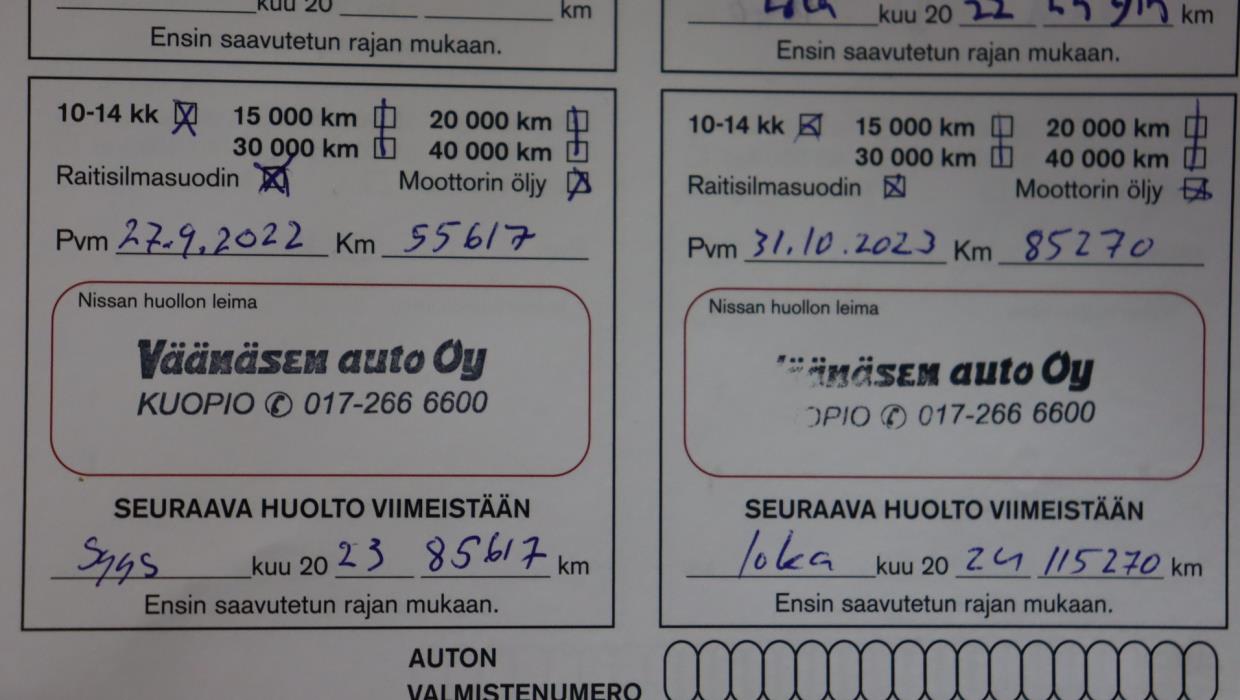 kuu 20 km
Ensin saavutetun rajan mukaan.
10-14 kk 15 000 km 20 000 km
30 000 km 40 000 km
Raitisilmasuodin Moottorin öljy
Pvm 27.9.2022 Km 55617
Nissan huollon leima
Väänäsen auto Oy
KUOPIO ✆ 017-266 6600
SEURAAVA HUOLTO VIIMEISTÄÄN
Syys kuu 20 23 85617 km
Ensin saavutetun rajan mukaan.
kuu 20 22 km
Ensin saavutetun rajan mukaan.
10-14 kk 15 000 km 20 000 km
30 000 km 40 000 km
Raitisilmasuodin Moottorin öljy
Pvm 31.10.2023 Km 85270
Nissan huollon leima
äänäsen auto Oy
OPIO ✆ 017-266 6600
SEURAAVA HUOLTO VIIMEISTÄÄN
loka kuu 20 24 115270 km
Ensin saavutetun rajan mukaan.
AUTON
VALMISTENUMERO